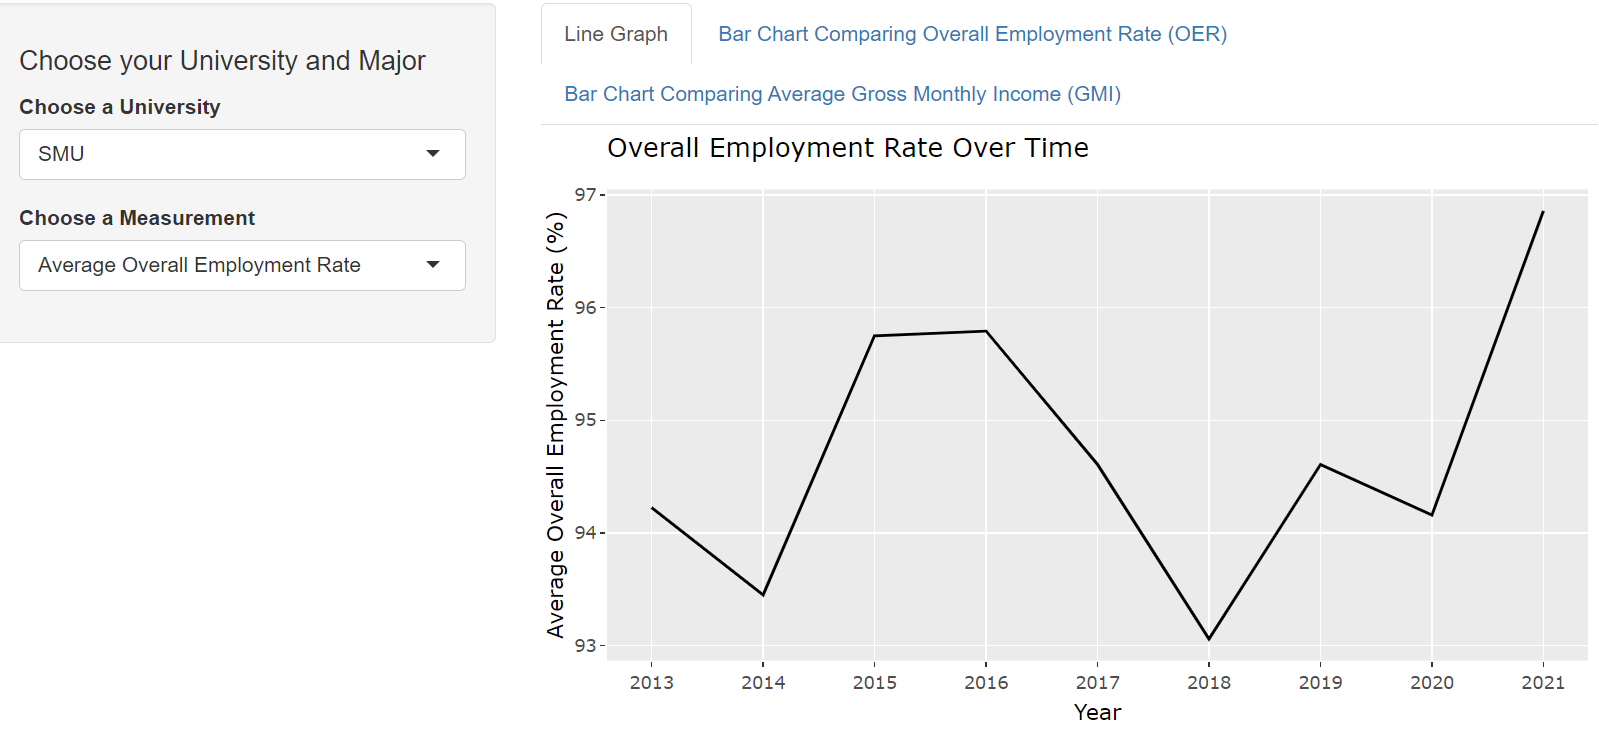 Choose your University and Major
Choose a University
SMU
Choose a Measurement
Average Overall Employment Rate
Line Graph
Bar Chart Comparing Overall Employment Rate (OER)
Bar Chart Comparing Average Gross Monthly Income (GMI)
Overall Employment Rate Over Time
Average Overall Employment Rate (%)
97
96
95
94
93
2013 2014 2015 2016 2017 2018 2019 2020 2021
Year